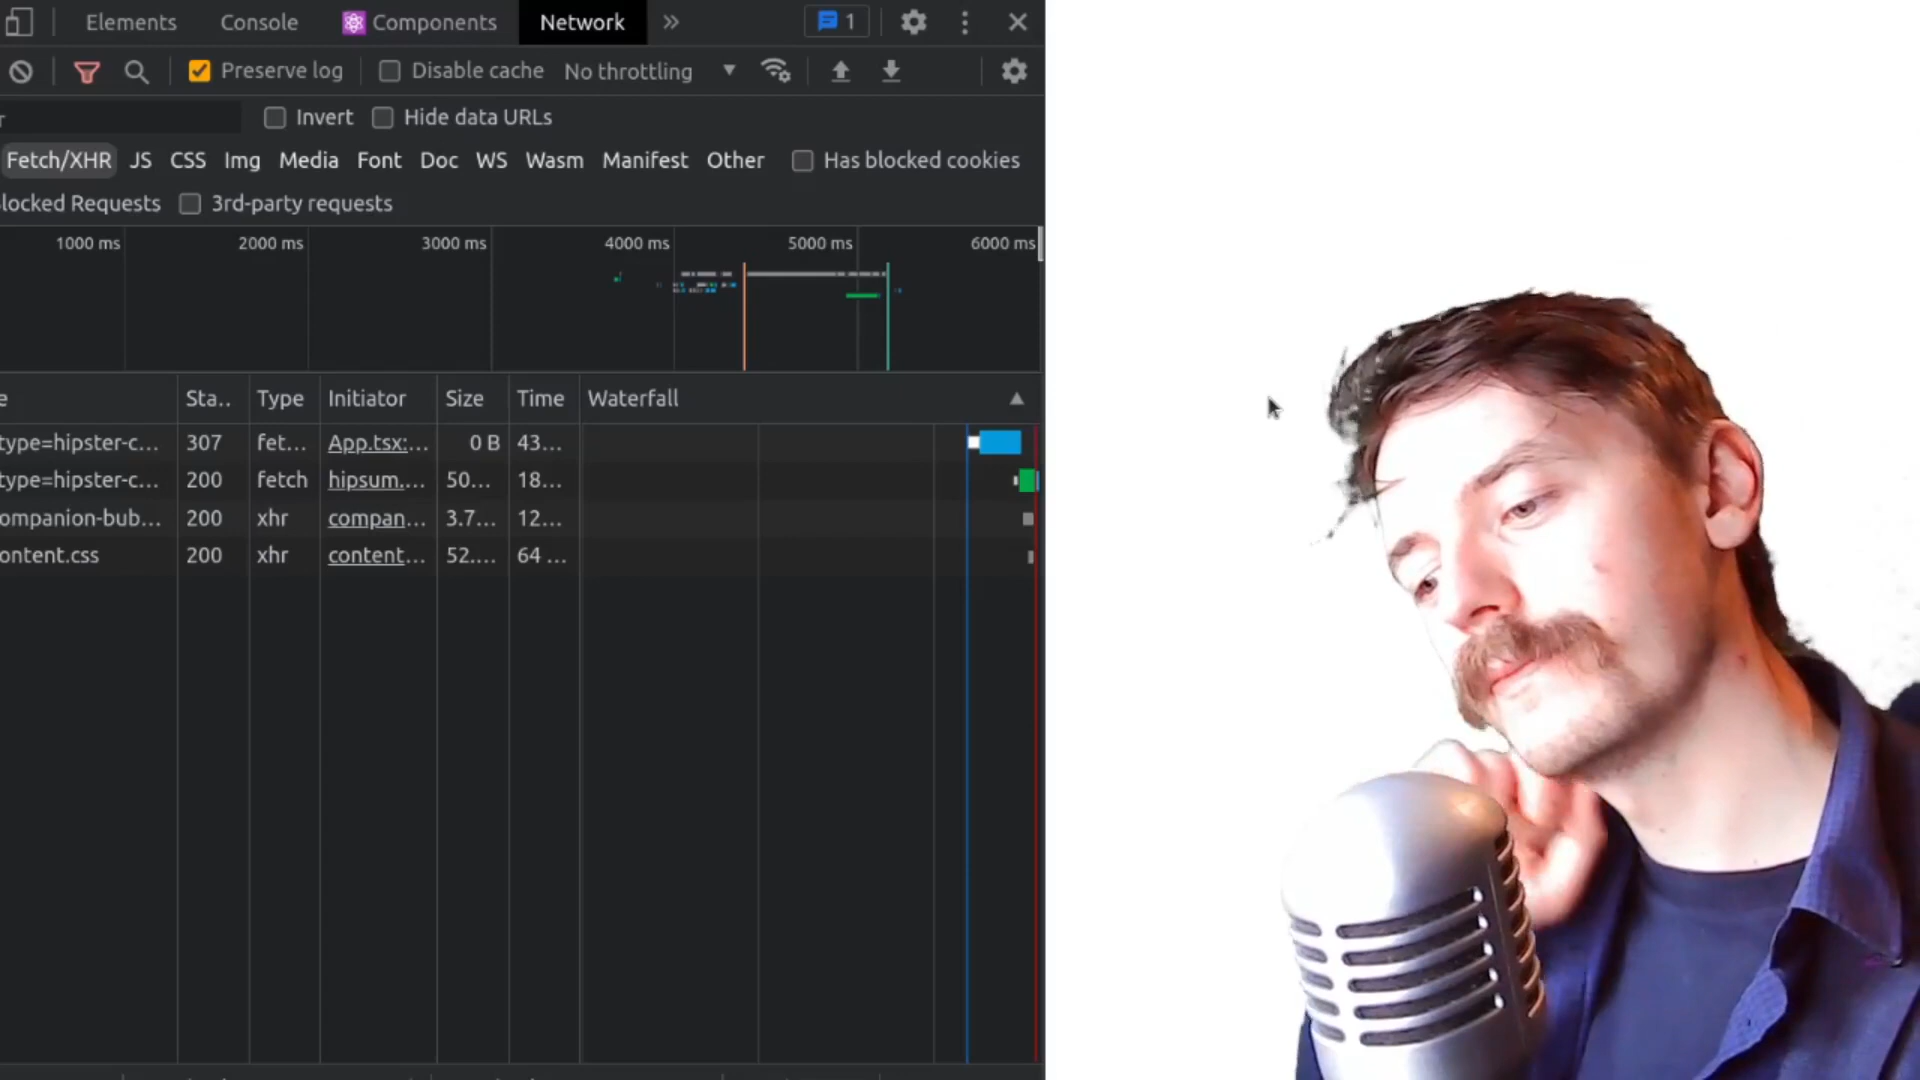 Elements Console Components Network 1
Preserve log Disable cache No throttling
r Invert Hide data URLs
Fetch/XHR JS CSS Img Media Font Doc WS Wasm Manifest Other Has blocked cookies
locked Requests 3rd-party requests
1000 ms 2000 ms 3000 ms 4000 ms 5000 ms 6000 ms
e Sta.. Type Initiator Size Time Waterfall
type=hipster-c... 307 fet... App.tsx:... 0 B 43...
type=hipster-c... 200 fetch hipsum.... 50... 18...
ompanion-bub... 200 xhr compan... 3.7... 12...
ontent.css 200 xhr content... 52.... 64 ...